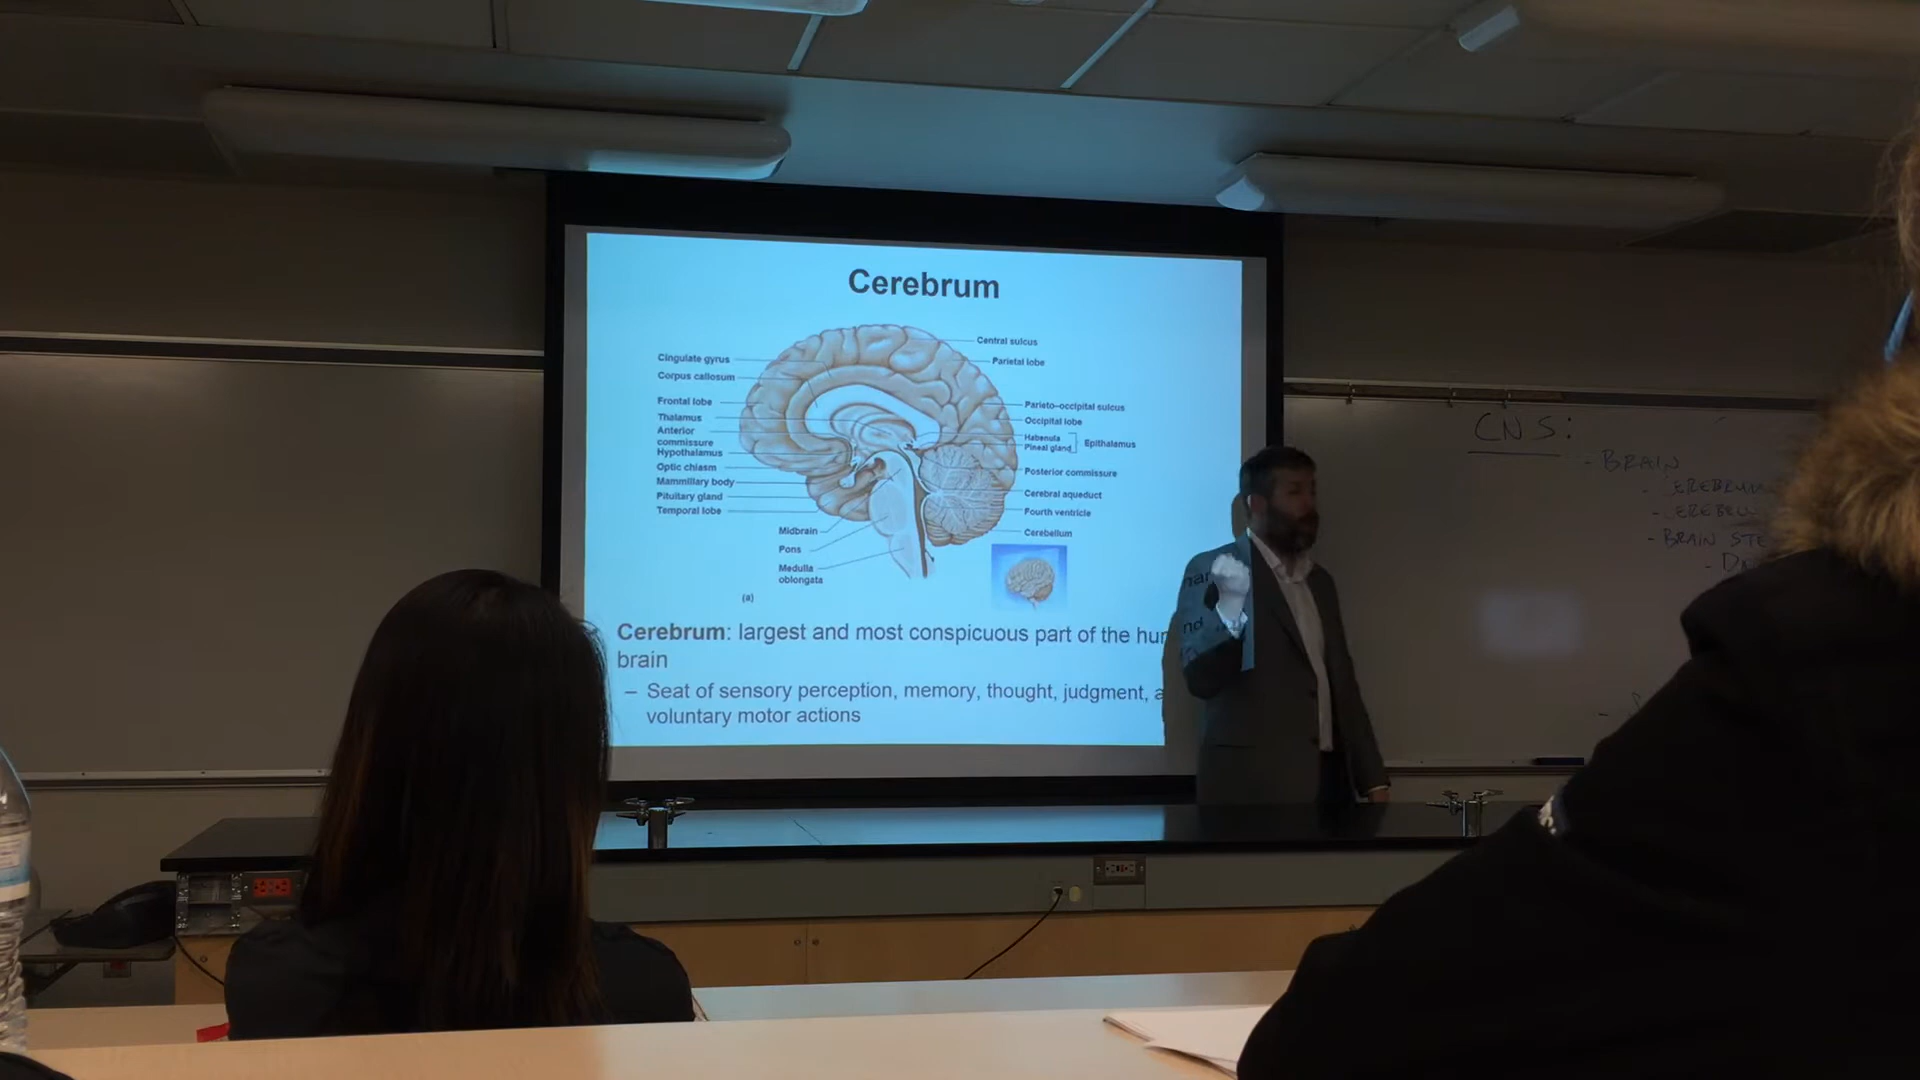 Cerebrum
Cingulate gyrus
Corpus callosum
Frontal lobe
Thalamus
Anterior
commissure
Hypothalamus
Optic chiasm
Mammillary body
Pituitary gland
Temporal lobe
Midbrain
Pons
Medulla
oblongata
(a)
Central sulcus
Parietal lobe
Parieto–occipital sulcus
Occipital lobe
Habenula
Pineal gland
Epithalamus
Posterior commissure
Cerebral aqueduct
Fourth ventricle
Cerebellum
Cerebrum: largest and most conspicuous part of the
brain
– Seat of sensory perception, memory, thought, judgment,
voluntary motor actions
CNS:
- BRAIN
- CEREBRUM
- BRAIN